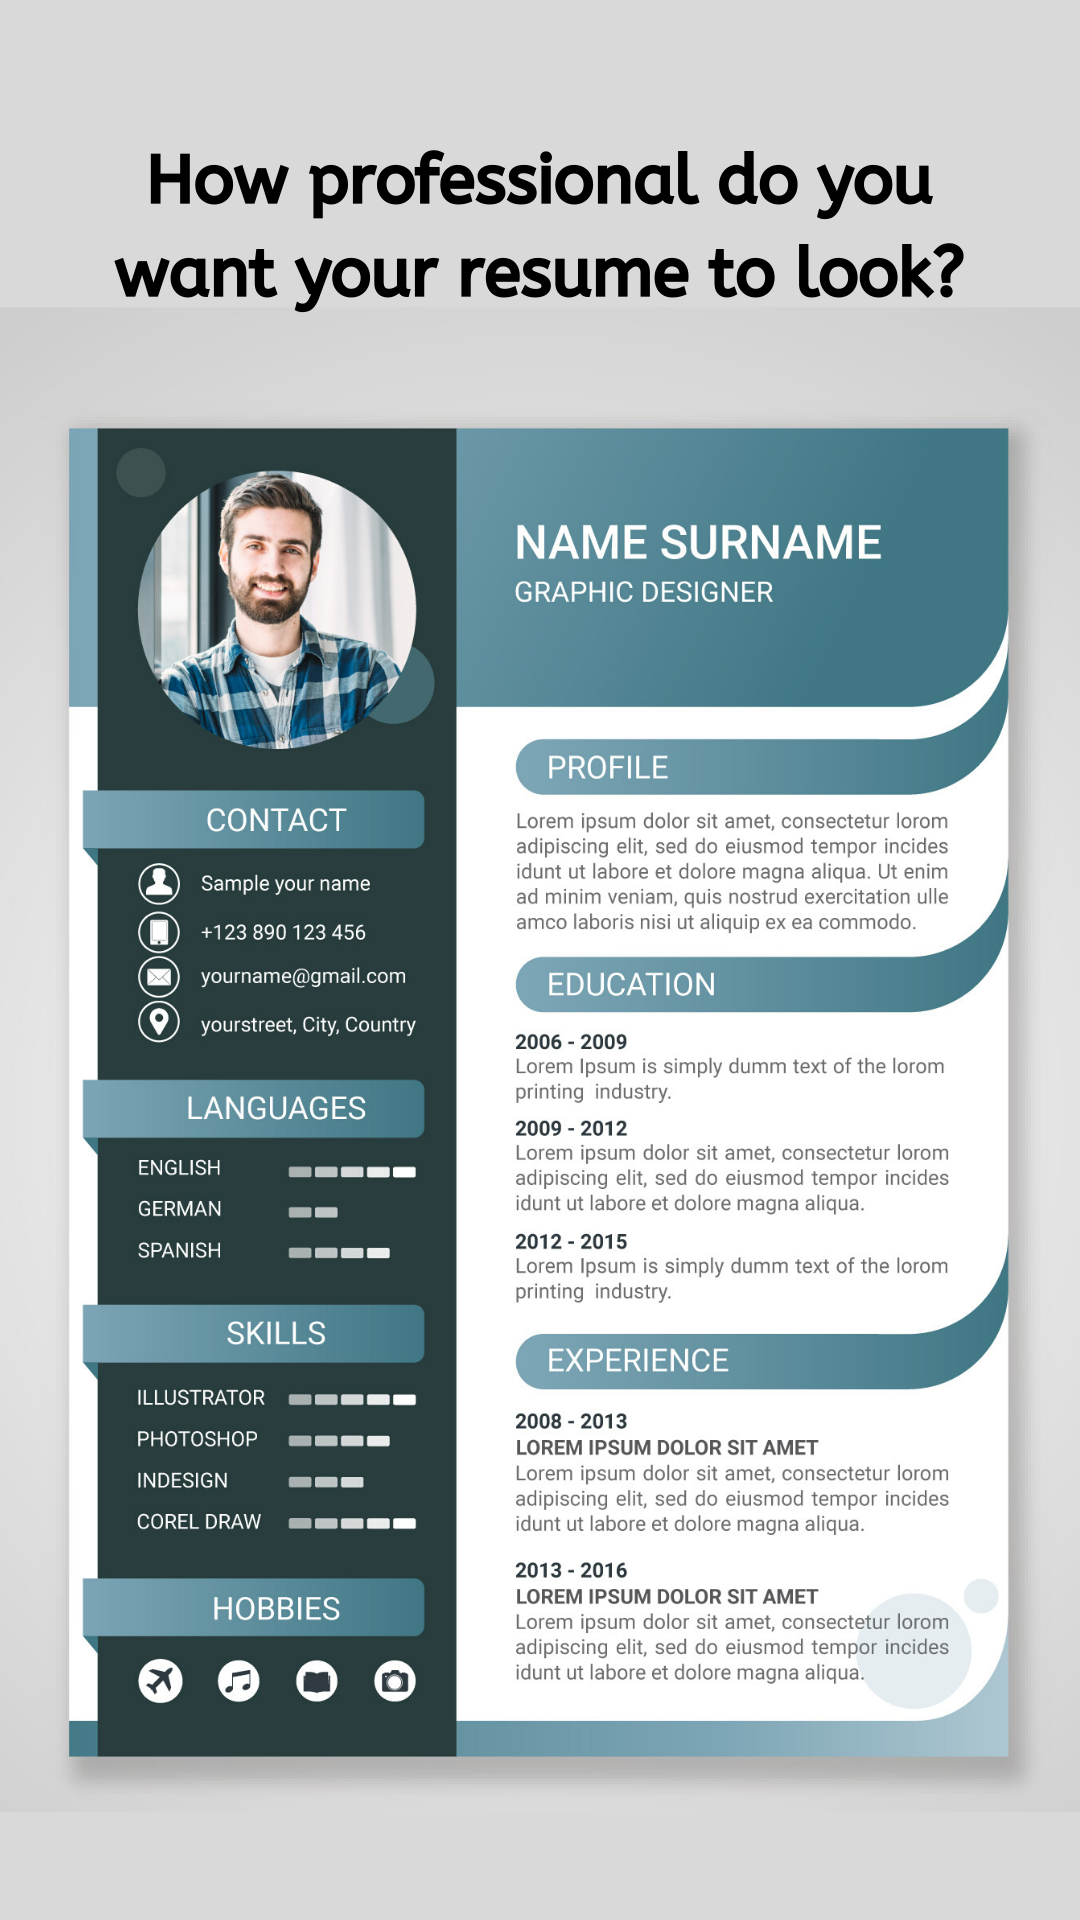 How professional do you
want your resume to look?
NAME SURNAME
GRAPHIC DESIGNER
CONTACT
Sample your name
+123 890 123 456
yourname@gmail.com
yourstreet, City, Country
LANGUAGES
ENGLISH
GERMAN
SPANISH
SKILLS
ILLUSTRATOR
PHOTOSHOP
INDESIGN
COREL DRAW
HOBBIES
PROFILE
Lorem ipsum dolor sit amet, consectetur lorom
adipiscing elit, sed do eiusmod tempor incides
idunt ut labore et dolore magna aliqua. Ut enim
ad minim veniam, quis nostrud exercitation ulle
amco laboris nisi ut aliquip ex ea commodo.
EDUCATION
2006 - 2009
Lorem Ipsum is simply dumm text of the lorom
printing industry.
2009 - 2012
Lorem ipsum dolor sit amet, consectetur lorom
adipiscing elit, sed do eiusmod tempor incides
idunt ut labore et dolore magna aliqua.
2012 - 2015
Lorem Ipsum is simply dumm text of the lorom
printing industry.
EXPERIENCE
2008 - 2013
LOREM IPSUM DOLOR SIT AMET
Lorem ipsum dolor sit amet, consectetur lorom
adipiscing elit, sed do eiusmod tempor incides
idunt ut labore et dolore magna aliqua.
2013 - 2016
LOREM IPSUM DOLOR SIT AMET
Lorem ipsum dolor sit amet, consectetur lorom
adipiscing elit, sed do eiusmod tempor incides
idunt ut labore et dolore magna aliqua.